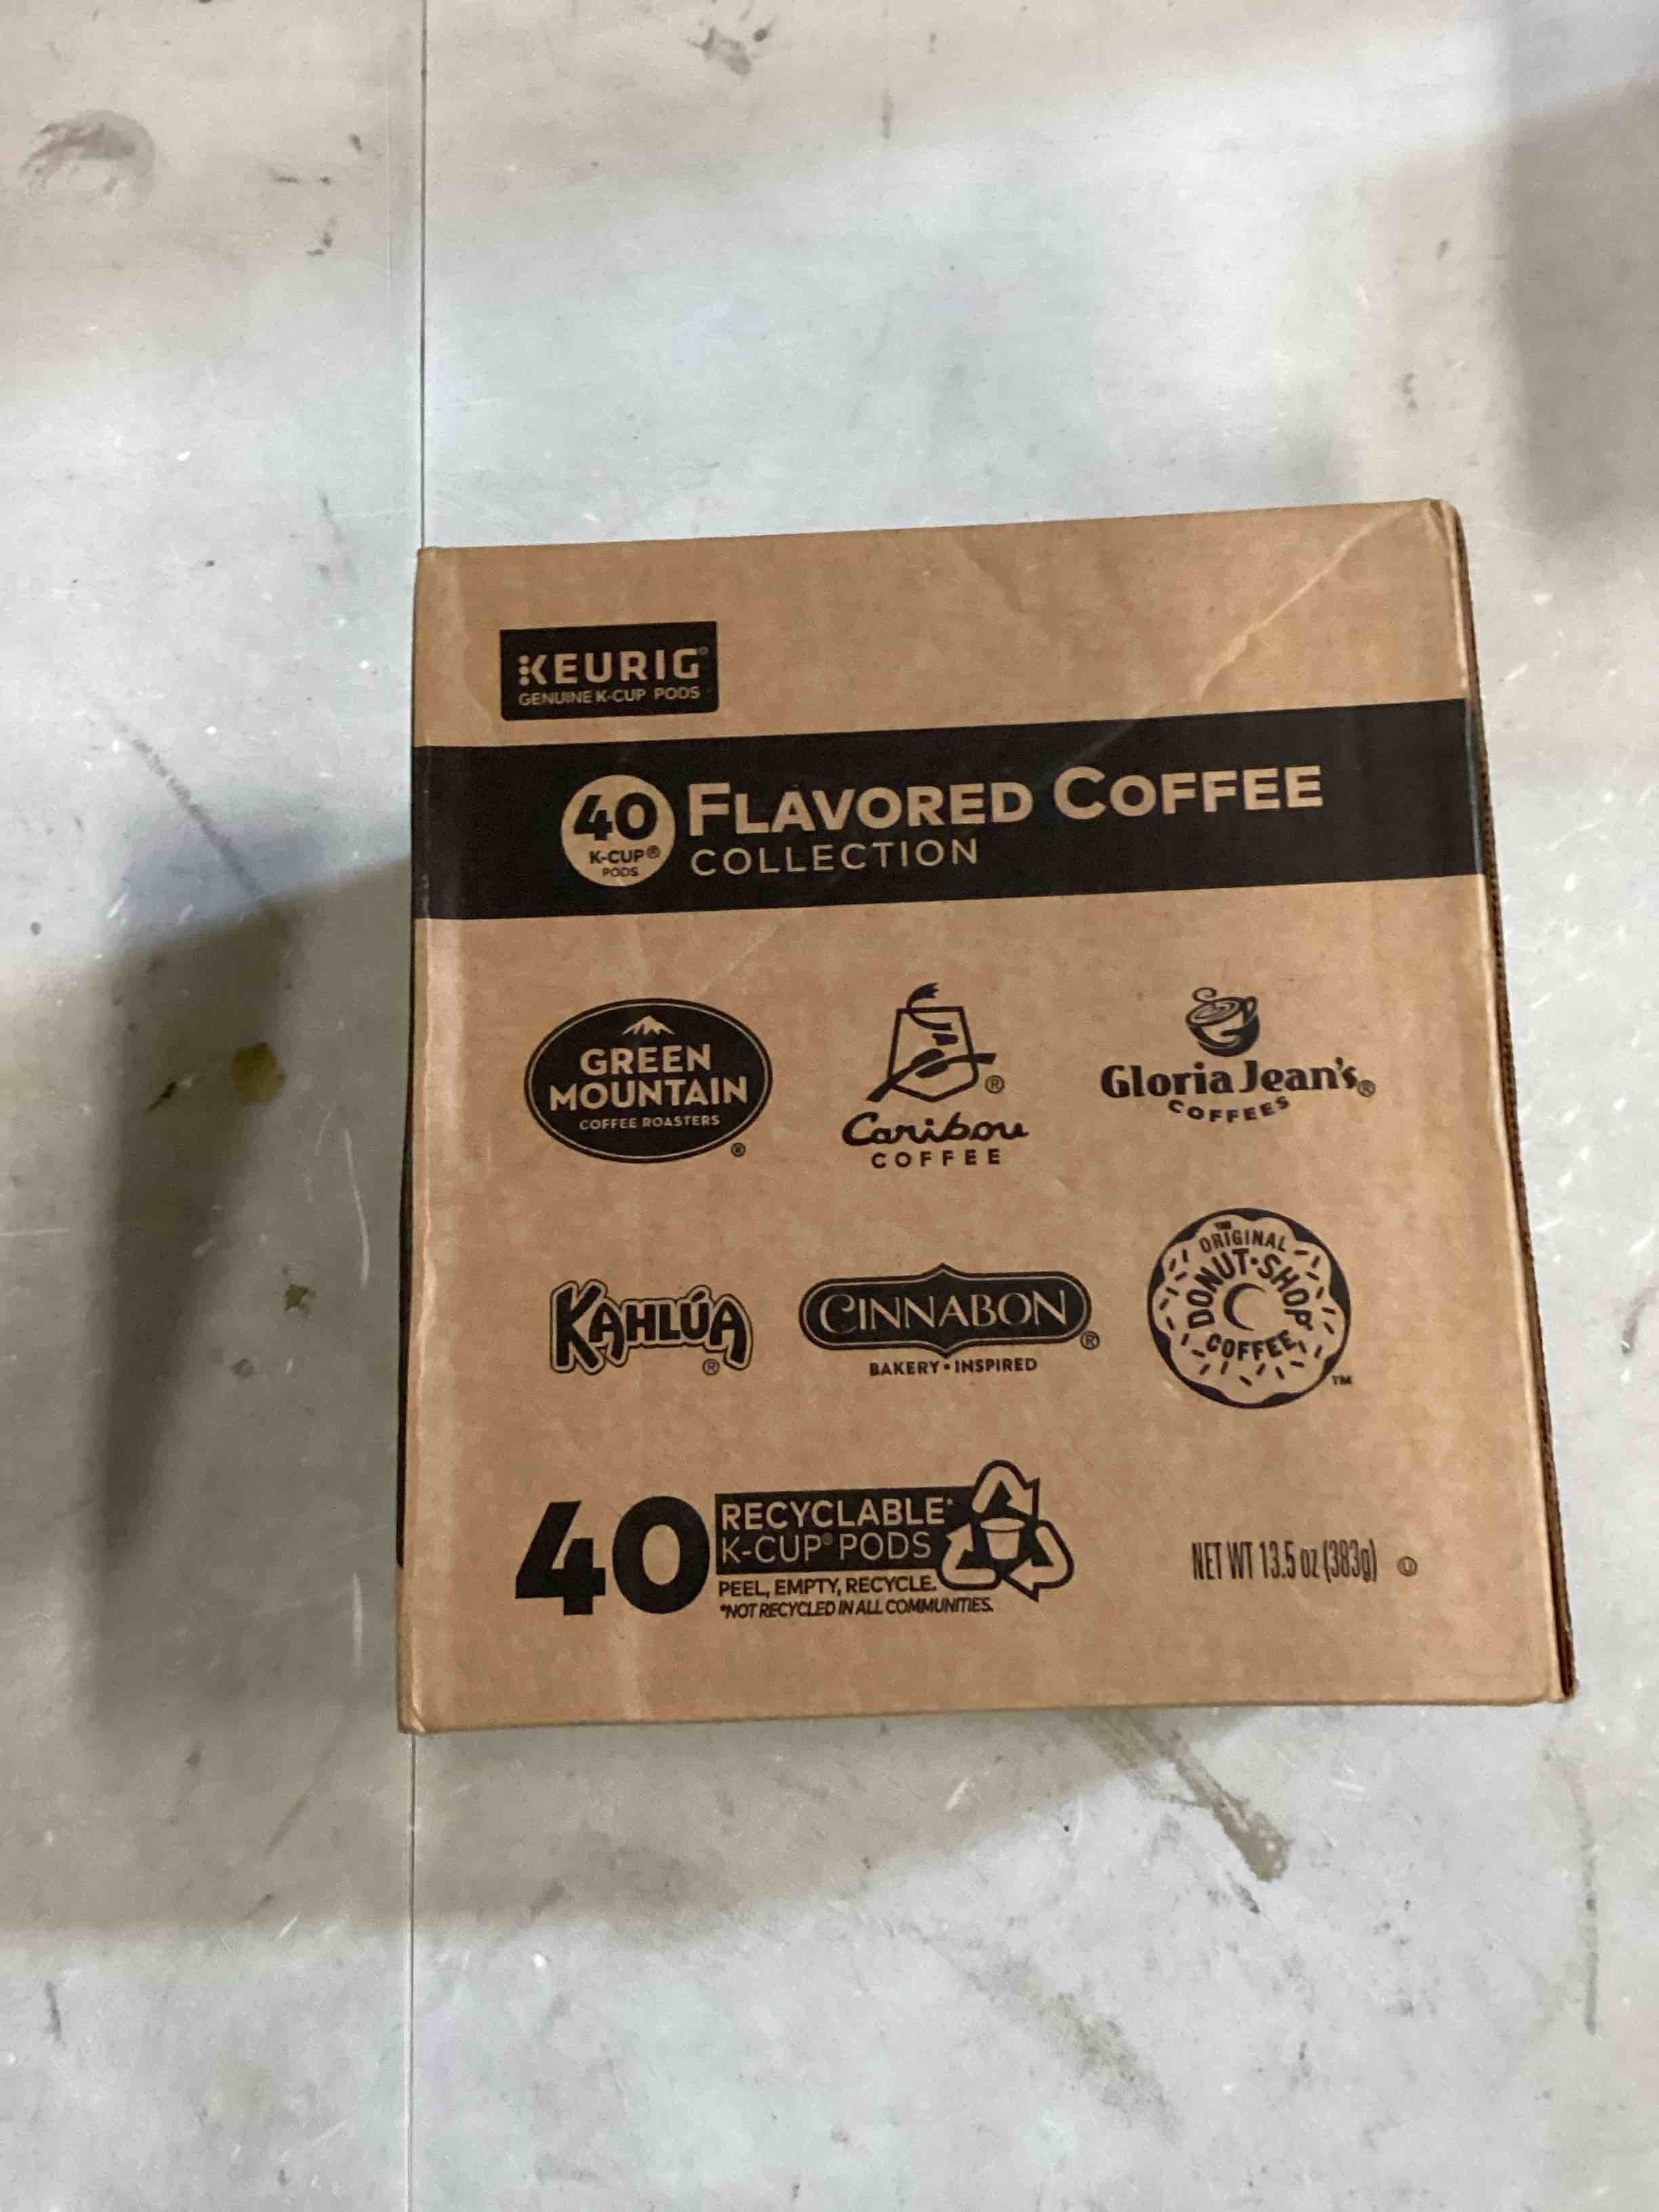 KEURIG®
GENUINE K-CUP PODS
40
K-CUP®
PODS
FLAVORED COFFEE
COLLECTION
GREEN
MOUNTAIN
COFFEE ROASTERS
®
®
Caribou
COFFEE
Gloria Jean's®
COFFEES
KAHLÚA
®
CINNABON
®
BAKERY • INSPIRED
THE
ORIGINAL
DONUT•SHOP
COFFEE
TM
40
RECYCLABLE*
K-CUP® PODS
PEEL, EMPTY, RECYCLE.
*NOT RECYCLED IN ALL COMMUNITIES.
NET WT 13.5 oz (383g) U